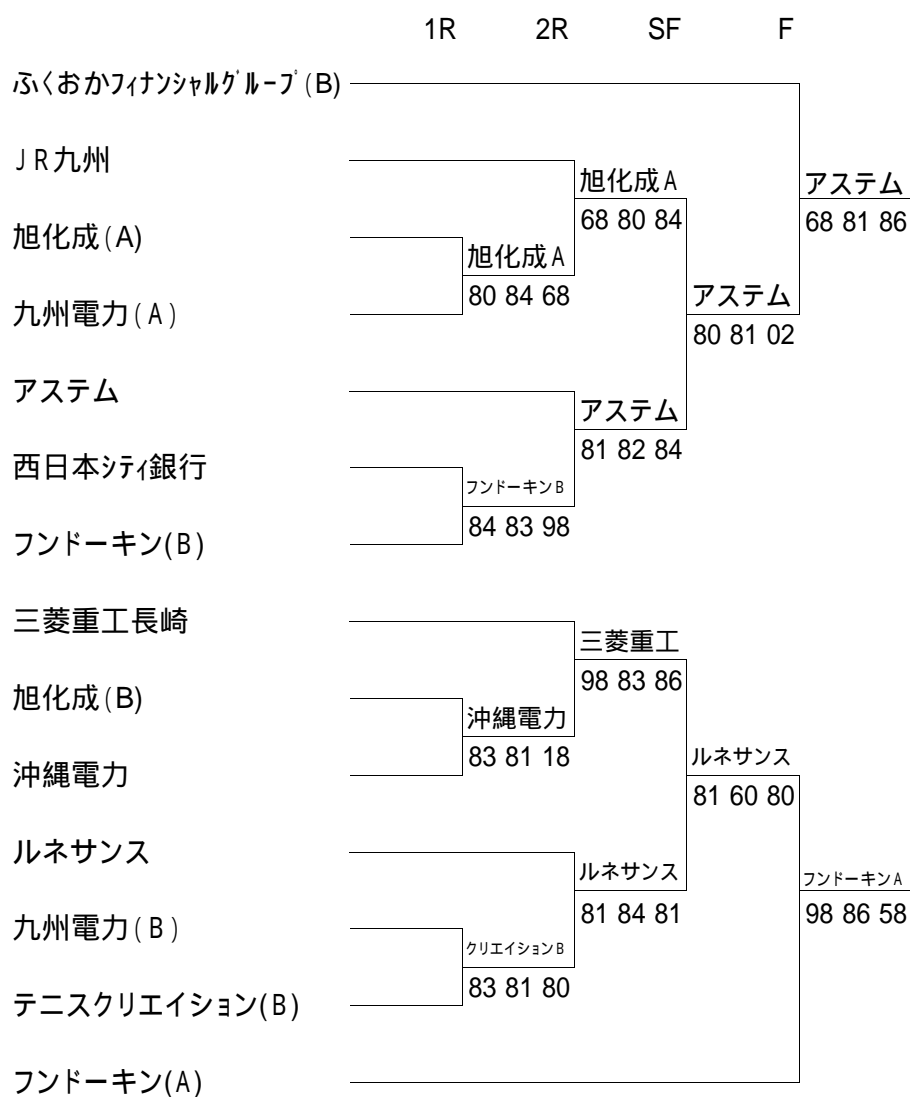 1R 2R SF F
ふくおかフィナンシャルグループ(B)
JR九州
旭化成A
アステム
68 80 84
68 81 86
旭化成(A)
旭化成A
80 84 68
アステム
九州電力(A)
80 81 02
アステム
アステム
81 82 84
西日本シティ銀行
フンドーキンB
84 83 98
フンドーキン(B)
三菱重工長崎
三菱重工
98 83 86
旭化成(B)
沖縄電力
83 81 18
ルネサンス
沖縄電力
81 60 80
ルネサンス
ルネサンス
フンドーキンA
81 84 81
98 86 58
九州電力(B)
クリエイションB
83 81 80
テニスクリエイション(B)
フンドーキン(A)